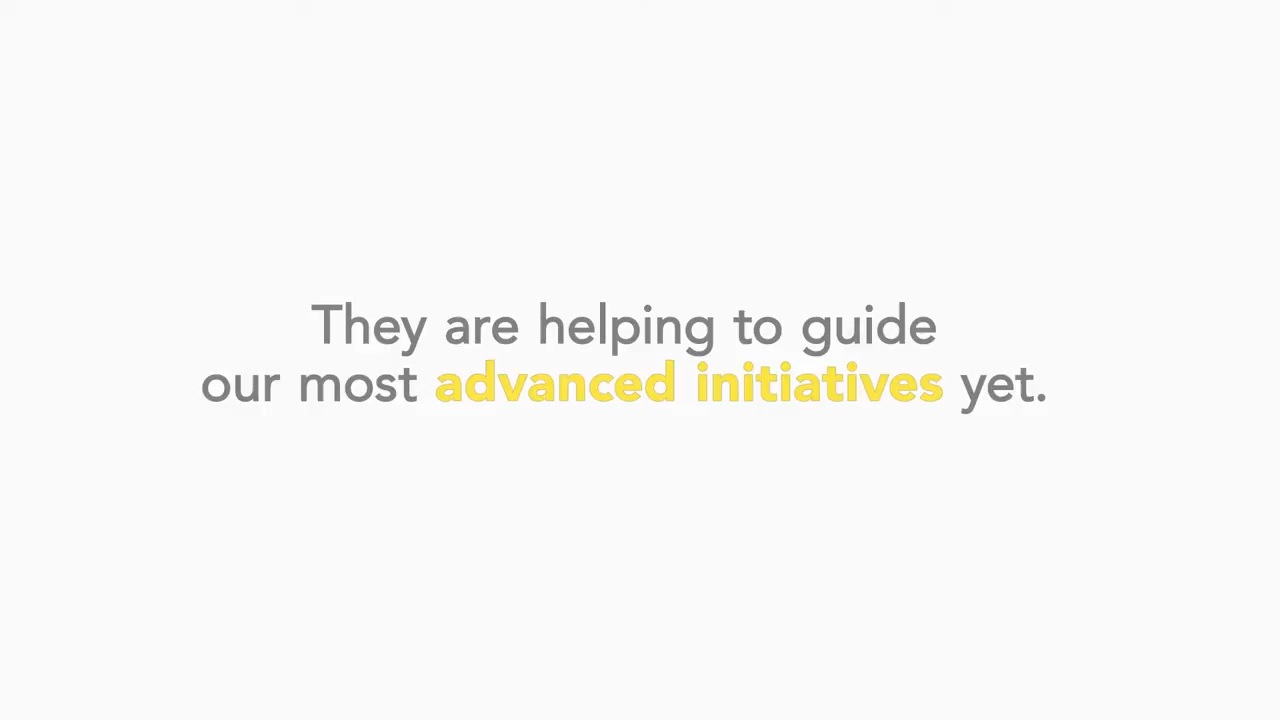 They are helping to guide
our most advanced initiatives yet.